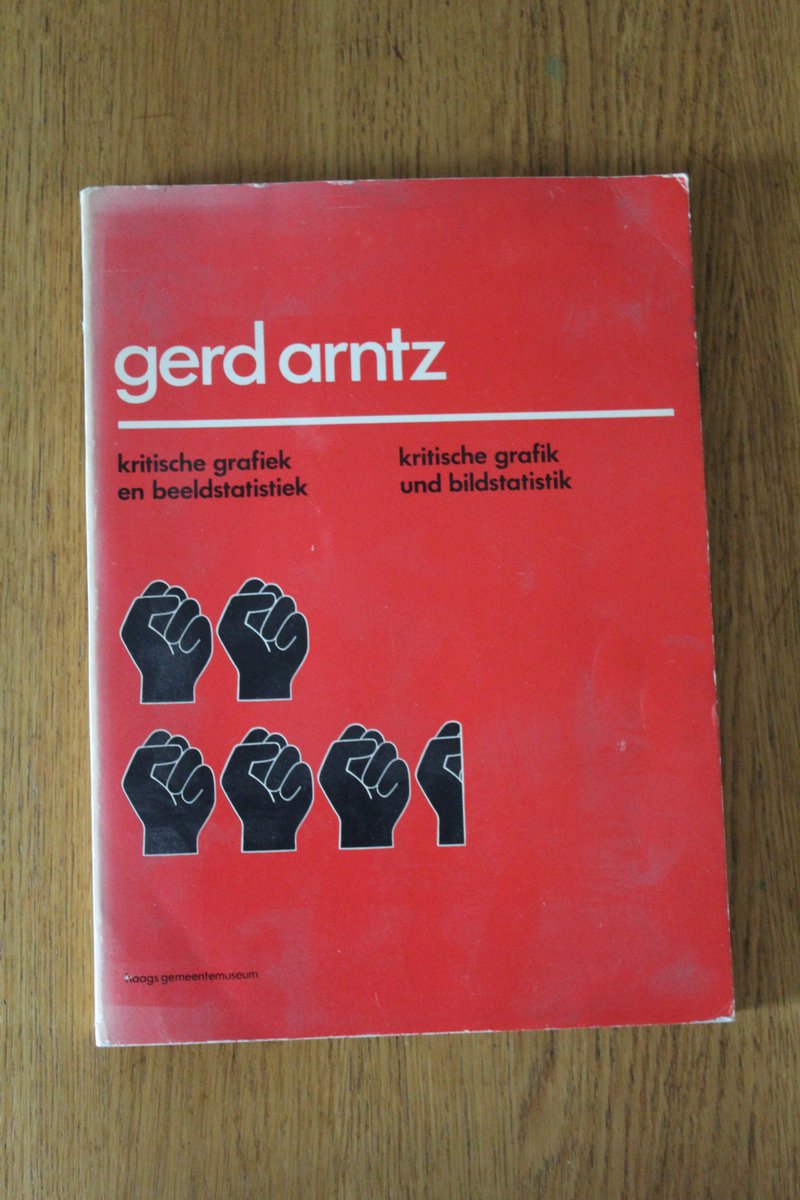 gerd arntz
kritische grafiek
en beeldstatistiek
kritische grafik
und bildstatistik
haags gemeentemuseum